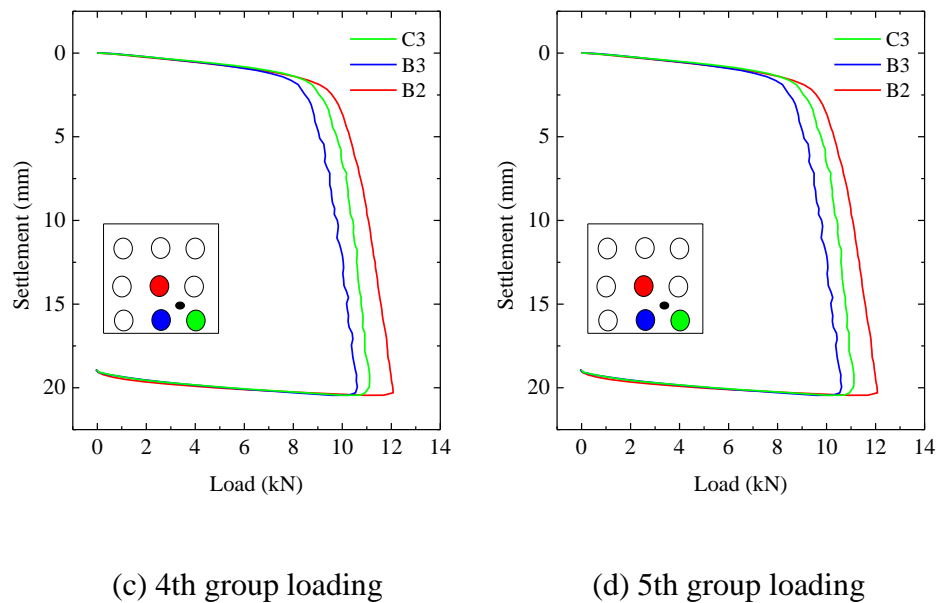 C3
B3
B2
0
5
10
15
20
Settlement (mm)
0 2 4 6 8 10 12 14
Load (kN)
(c) 4th group loading
C3
B3
B2
0
5
10
15
20
Settlement (mm)
0 2 4 6 8 10 12 14
Load (kN)
(d) 5th group loading